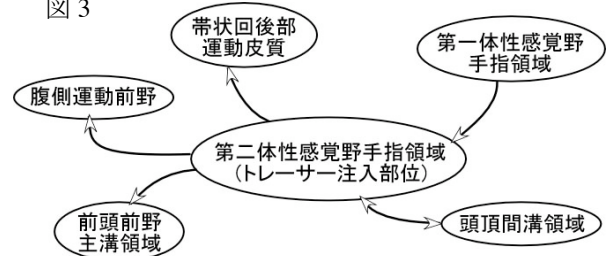 図 3
帯状回後部
運動皮質
第一体性感覚野
手指領域
腹側運動前野
第二体性感覚野手指領域
(トレーサー注入部位)
前頭前野
主溝領域
頭頂間溝領域